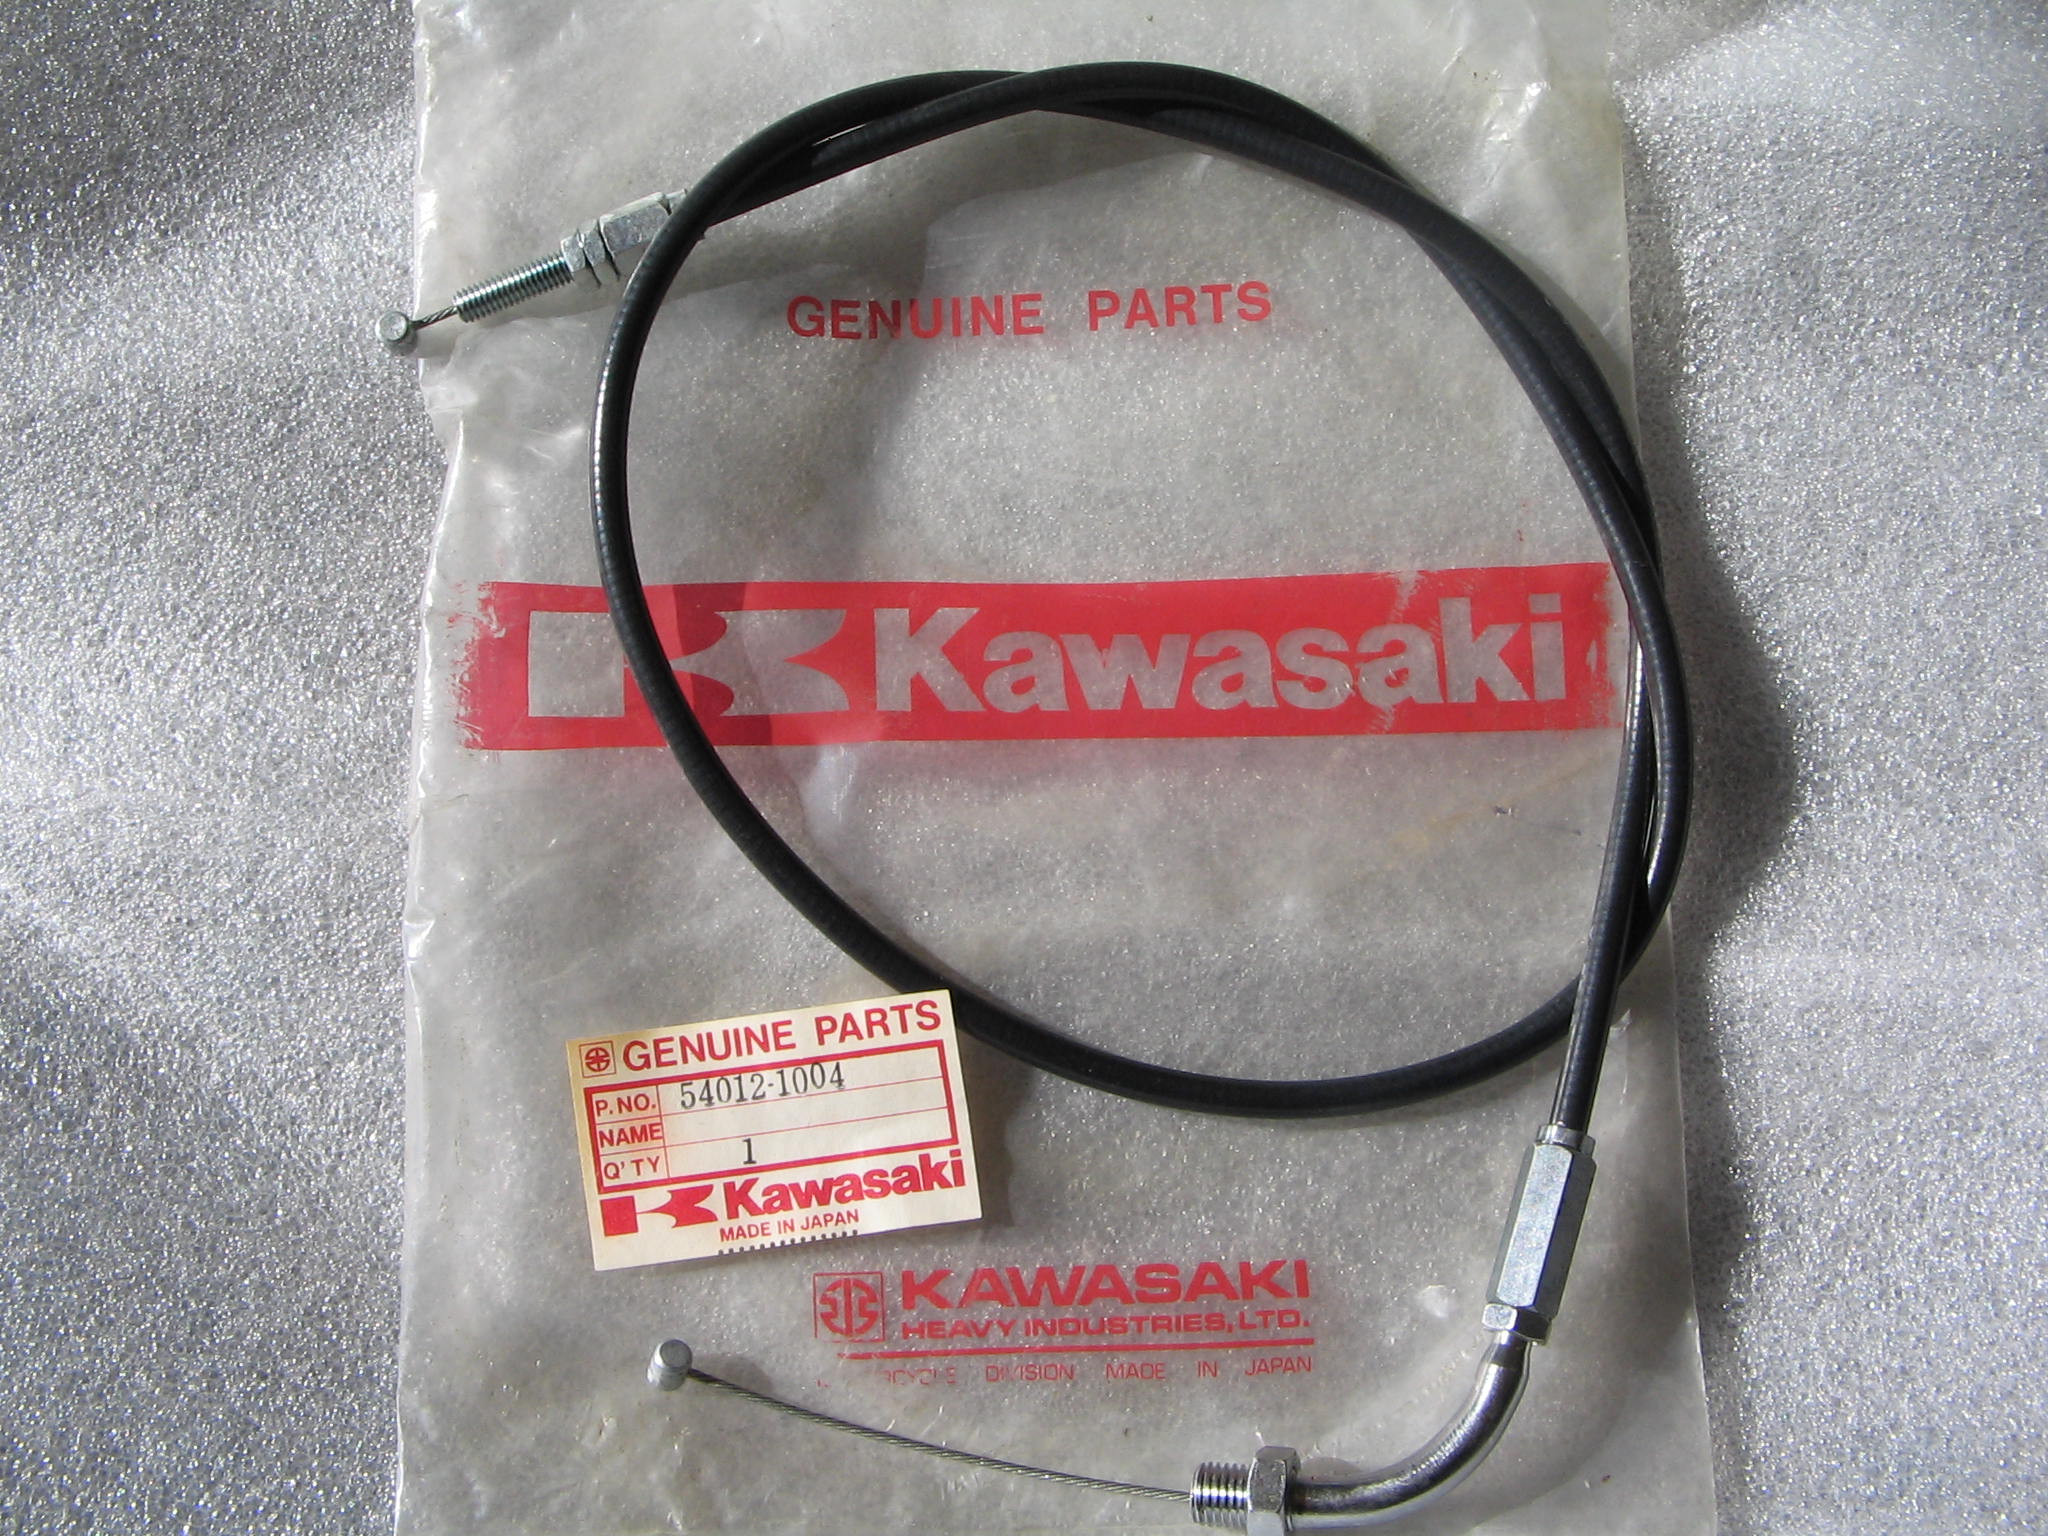 GENUINE PARTS
Kawasaki
GENUINE PARTS
P.NO. 54012-1004
NAME
Q'TY 1
Kawasaki
MADE IN JAPAN
KAWASAKI
HEAVY INDUSTRIES, LTD.
DIVISION MADE IN JAPAN